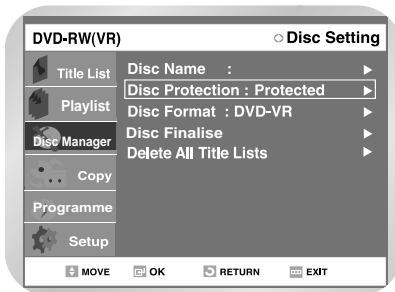 DVD-RW(VR) Disc Setting
Title List
Playlist
Disc Manager
Copy
Programme
Setup
Disc Name :
Disc Protection : Protected
Disc Format : DVD-VR
Disc Finalise
Delete All Title Lists
MOVE OK RETURN EXIT